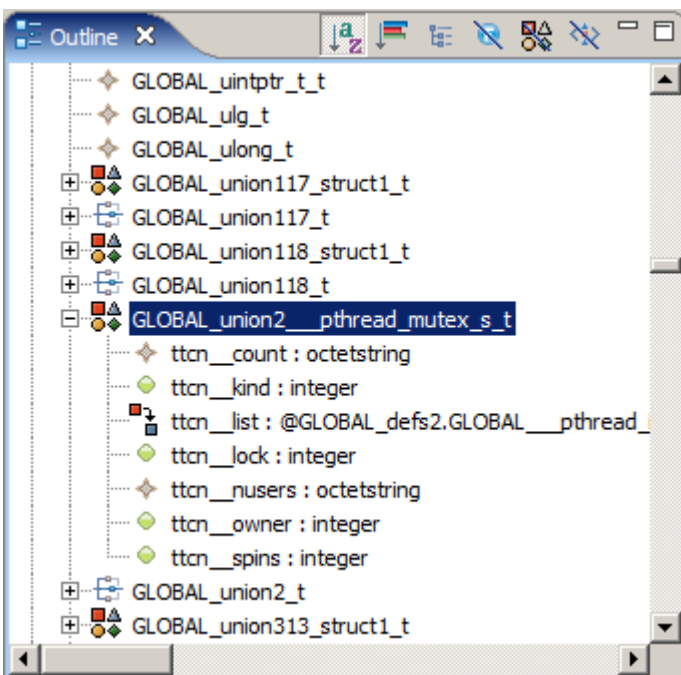 Outline
GLOBAL_uintptr_t_t
GLOBAL_ulg_t
GLOBAL_ulong_t
GLOBAL_union117_struct1_t
GLOBAL_union117_t
GLOBAL_union118_struct1_t
GLOBAL_union118_t
GLOBAL_union2___pthread_mutex_s_t
ttcn__count : octetstring
ttcn__kind : integer
ttcn__list : @GLOBAL_defs2.GLOBAL___pthread_i
ttcn__lock : integer
ttcn__nusers : octetstring
ttcn__owner : integer
ttcn__spins : integer
GLOBAL_union2_t
GLOBAL_union313_struct1_t